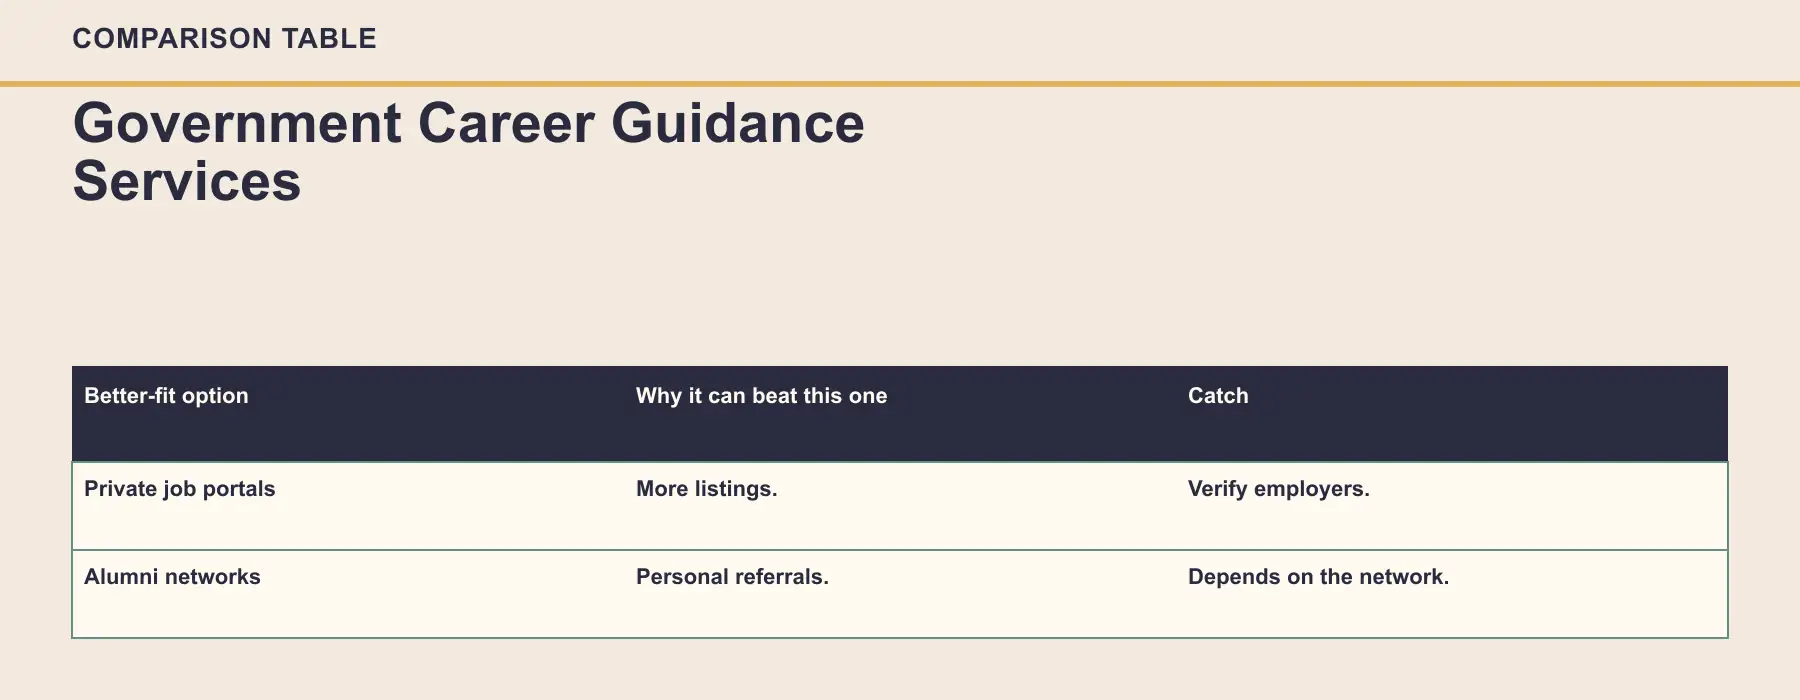 COMPARISON TABLE
Government Career Guidance
Services
Better-fit option
Why it can beat this one
Catch
Private job portals
More listings.
Verify employers.
Alumni networks
Personal referrals.
Depends on the network.